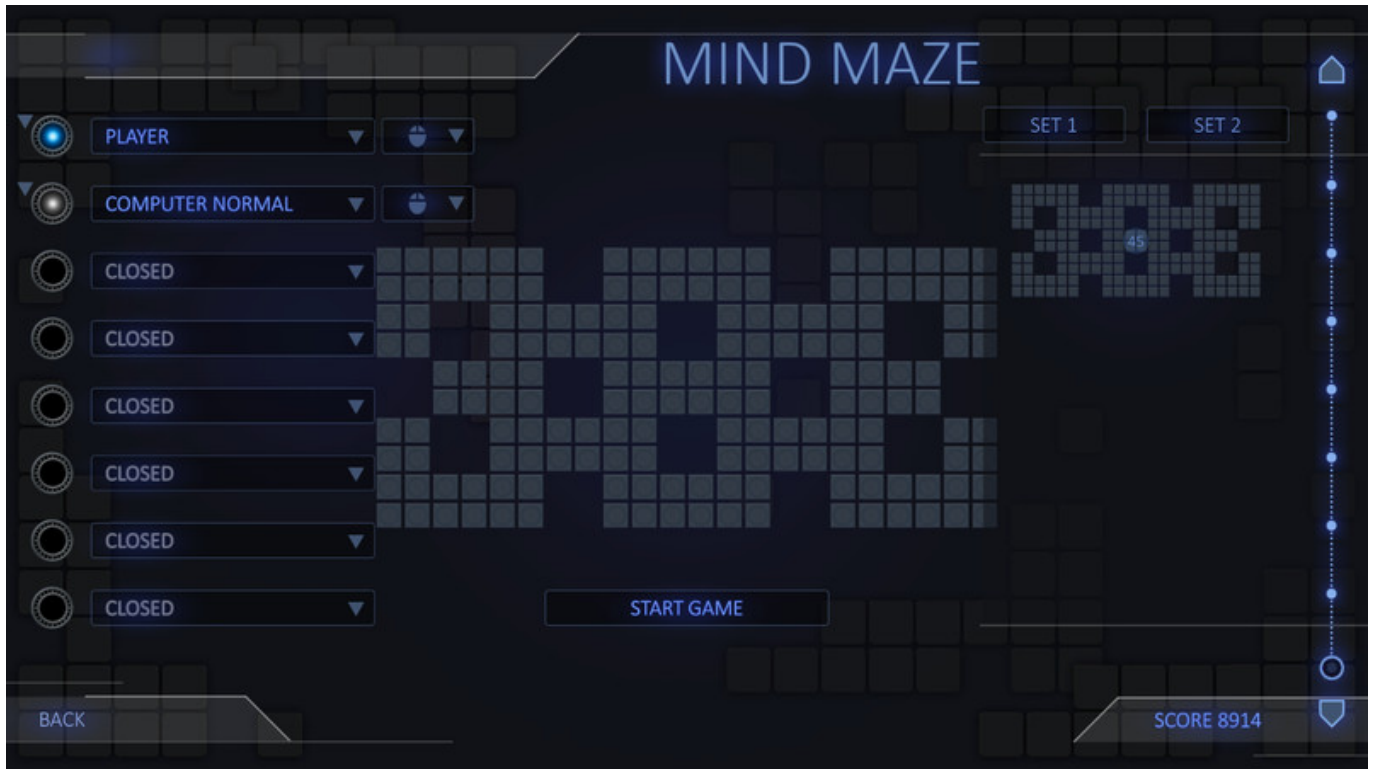 MIND MAZE
PLAYER
COMPUTER NORMAL
CLOSED
CLOSED
CLOSED
CLOSED
CLOSED
CLOSED
SET 1
SET 2
45
START GAME
BACK
SCORE 8914